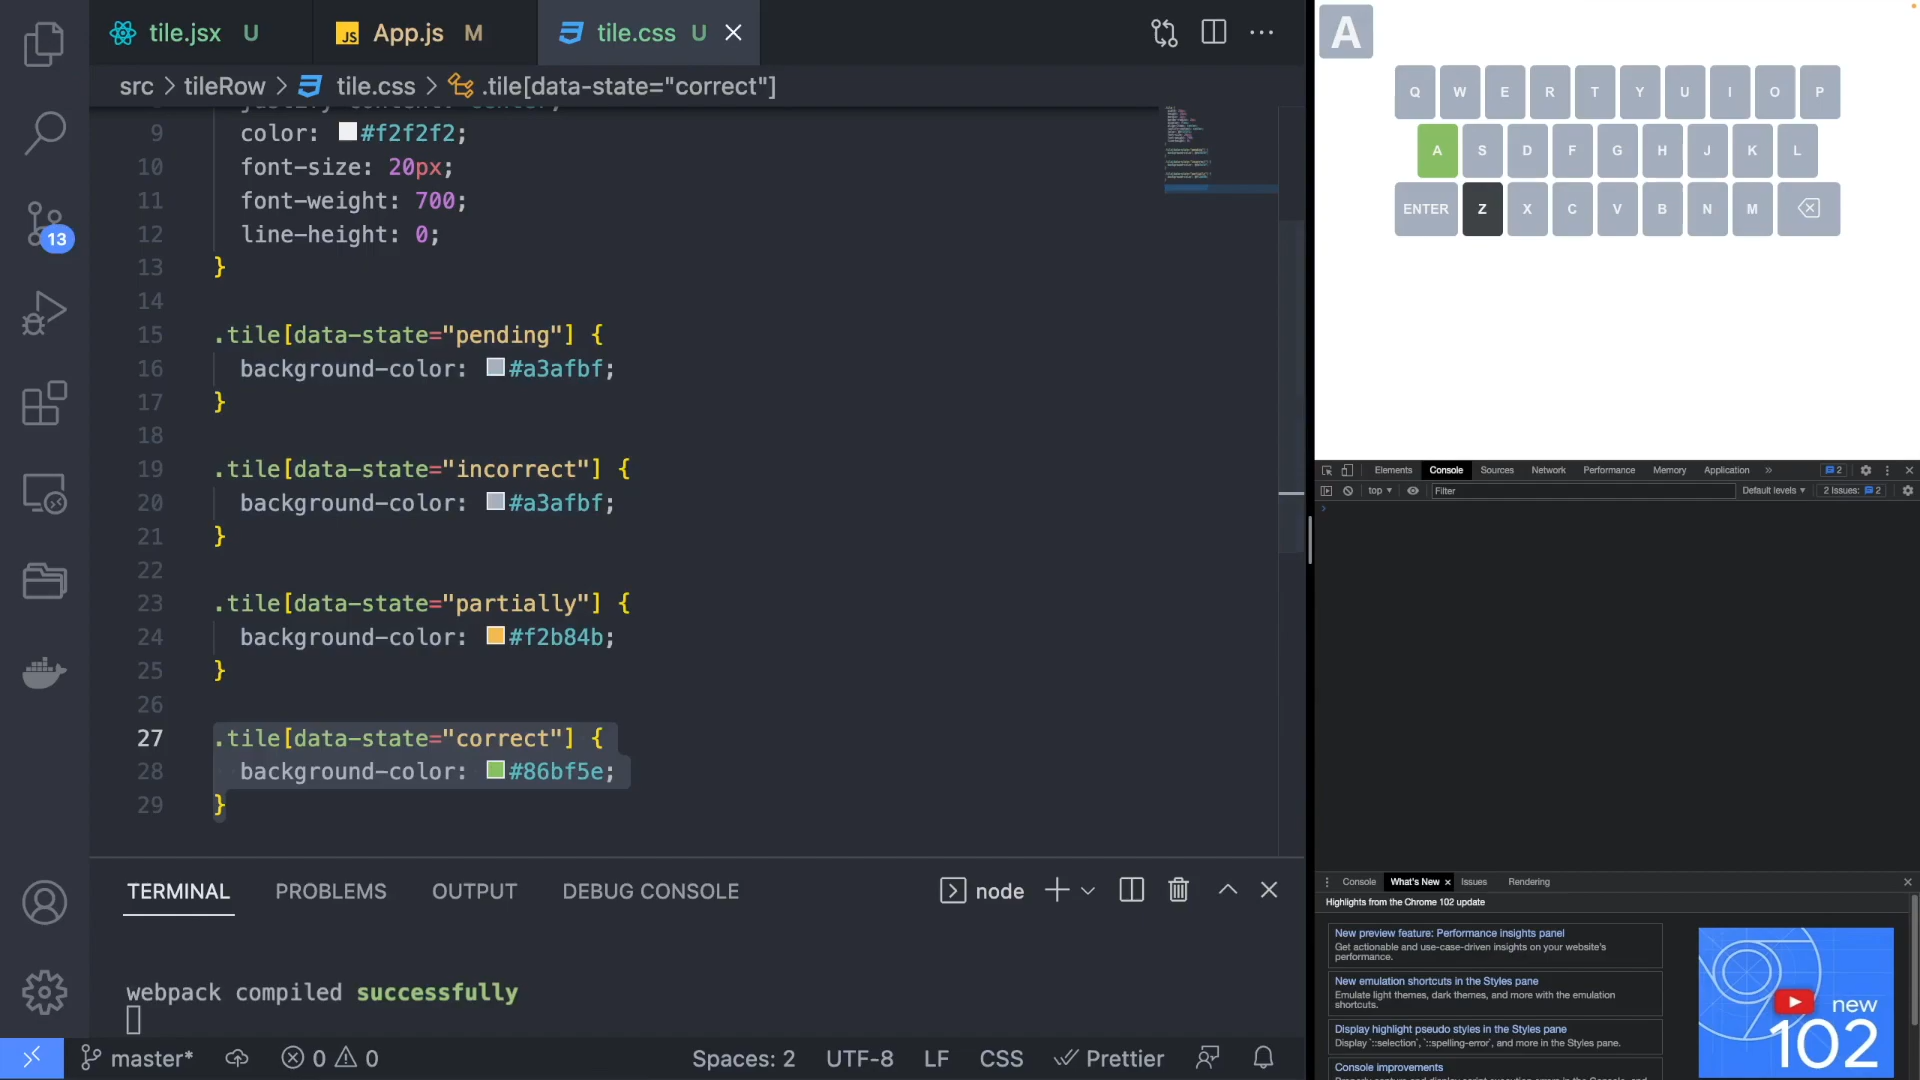 tile.jsx U
App.js M
tile.css U
src > tileRow > tile.css > .tile[data-state="correct"]
9 color: #f2f2f2;
10 font-size: 20px;
11 font-weight: 700;
12 line-height: 0;
13 }
14
15 .tile[data-state="pending"] {
16 background-color: #a3afbf;
17 }
18
19 .tile[data-state="incorrect"] {
20 background-color: #a3afbf;
21 }
22
23 .tile[data-state="partially"] {
24 background-color: #f2b84b;
25 }
26
27 .tile[data-state="correct"] {
28 background-color: #86bf5e;
29 }
13
TERMINAL PROBLEMS OUTPUT DEBUG CONSOLE
node
webpack compiled successfully
master* 0 0 Spaces: 2 UTF-8 LF CSS Prettier
A
Q W E R T Y U I O P
A S D F G H J K L
ENTER Z X C V B N M
Elements Console Sources Network Performance Memory Application » 2
top Filter Default levels 2 Issues: 2
Console What's New Issues Rendering
Highlights from the Chrome 102 update
New preview feature: Performance insights panel
Get actionable and use-case-driven insights on your website's
performance.
New emulation shortcuts in the Styles pane
Emulate light themes, dark themes, and more with the emulation
shortcuts.
Display highlight pseudo styles in the Styles pane
Display `::selection`, `::spelling-error`, and more in the Styles pane.
Console improvements
new
102